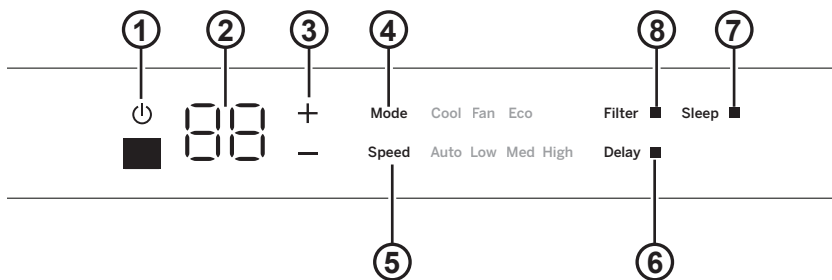 1 2 3 4 8 7
88 + Mode Cool Fan Eco Filter Sleep
− Speed Auto Low Med High Delay
5 6